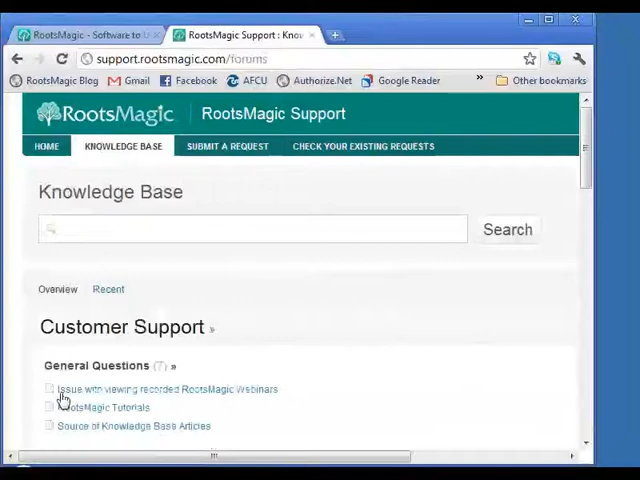 RootsMagic - Software to U
RootsMagic Support : Know
support.rootsmagic.com/forums
RootsMagic Blog Gmail Facebook AFCU Authorize.Net Google Reader » Other bookmarks
RootsMagic RootsMagic Support
HOME KNOWLEDGE BASE SUBMIT A REQUEST CHECK YOUR EXISTING REQUESTS
Knowledge Base
Search
Overview Recent
Customer Support »
General Questions (7) »
Issue with viewing recorded RootsMagic Webinars
RootsMagic Tutorials
Source of Knowledge Base Articles